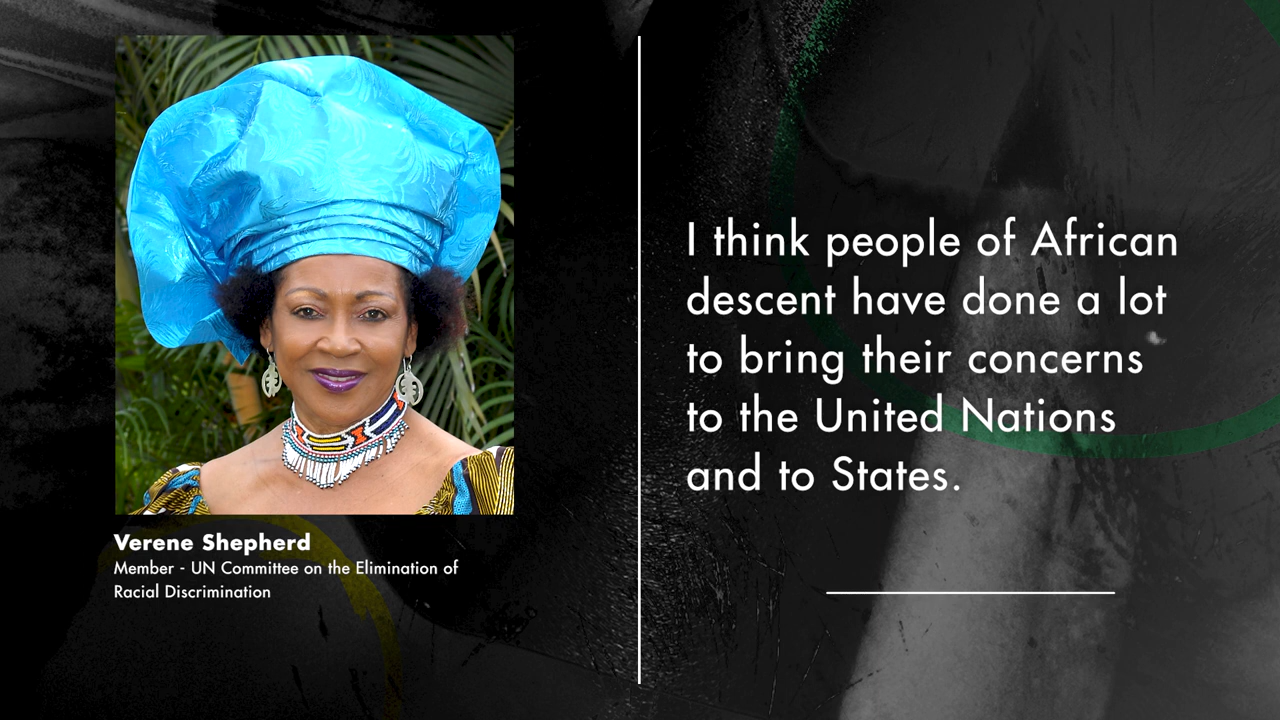 Verene Shepherd
Member - UN Committee on the Elimination of
Racial Discrimination
I think people of African
descent have done a lot
to bring their concerns
to the United Nations
and to States.